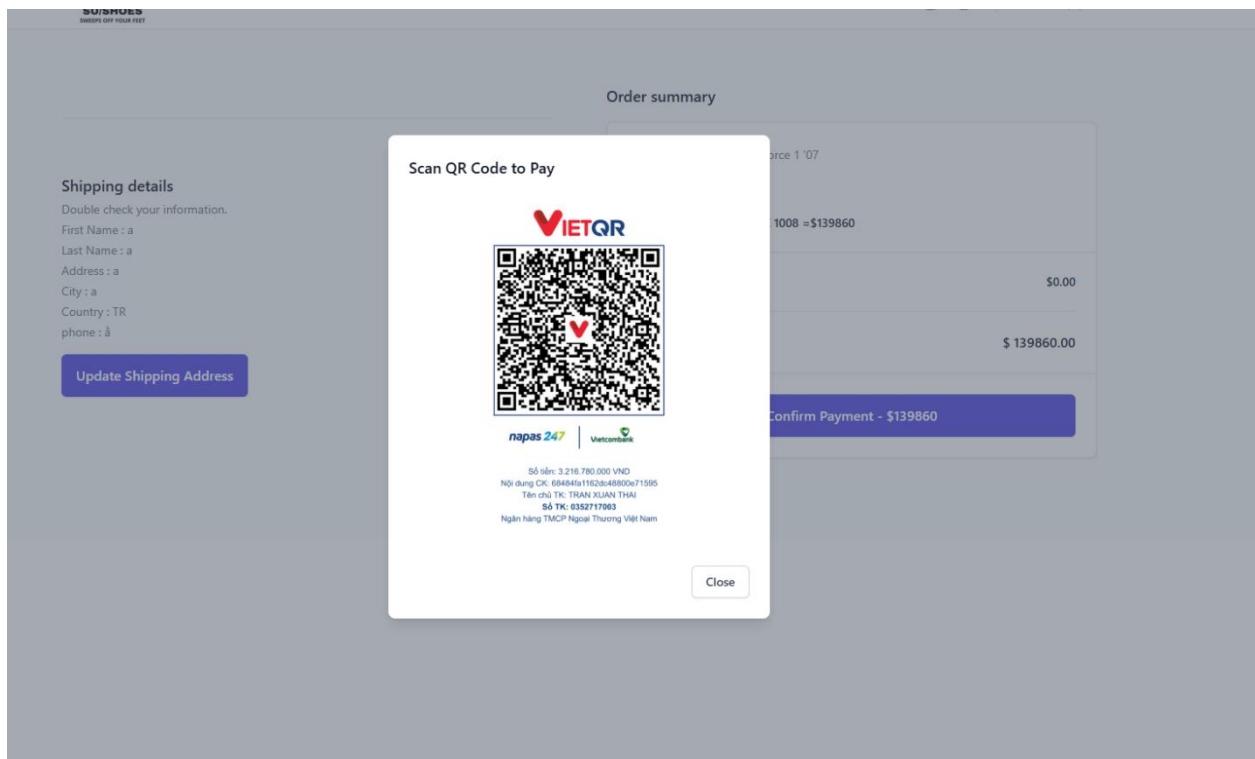 SU/SHOES
SWEEPS OFF YOUR FEET
Order summary
orce 1 '07
1008 =$139860
$0.00
$ 139860.00
Confirm Payment - $139860
Shipping details
Double check your information.
First Name : a
Last Name : a
Address : a
City : a
Country : TR
phone : å
Update Shipping Address
Scan QR Code to Pay
VIETQR
napas 247
Vietcombank
Số tiền: 3.216.780.000 VND
Nội dung CK: 68484fa1162dc48800e71595
Tên chủ TK: TRAN XUAN THAI
Số TK: 0352717003
Ngân hàng TMCP Ngoại Thương Việt Nam
Close